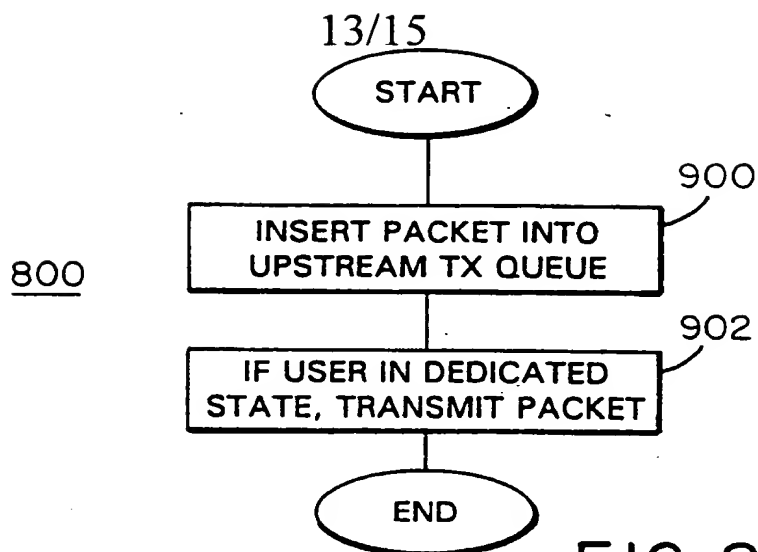 13/15
START
900
INSERT PACKET INTO
UPSTREAM TX QUEUE
800
902
IF USER IN DEDICATED
STATE, TRANSMIT PACKET
END